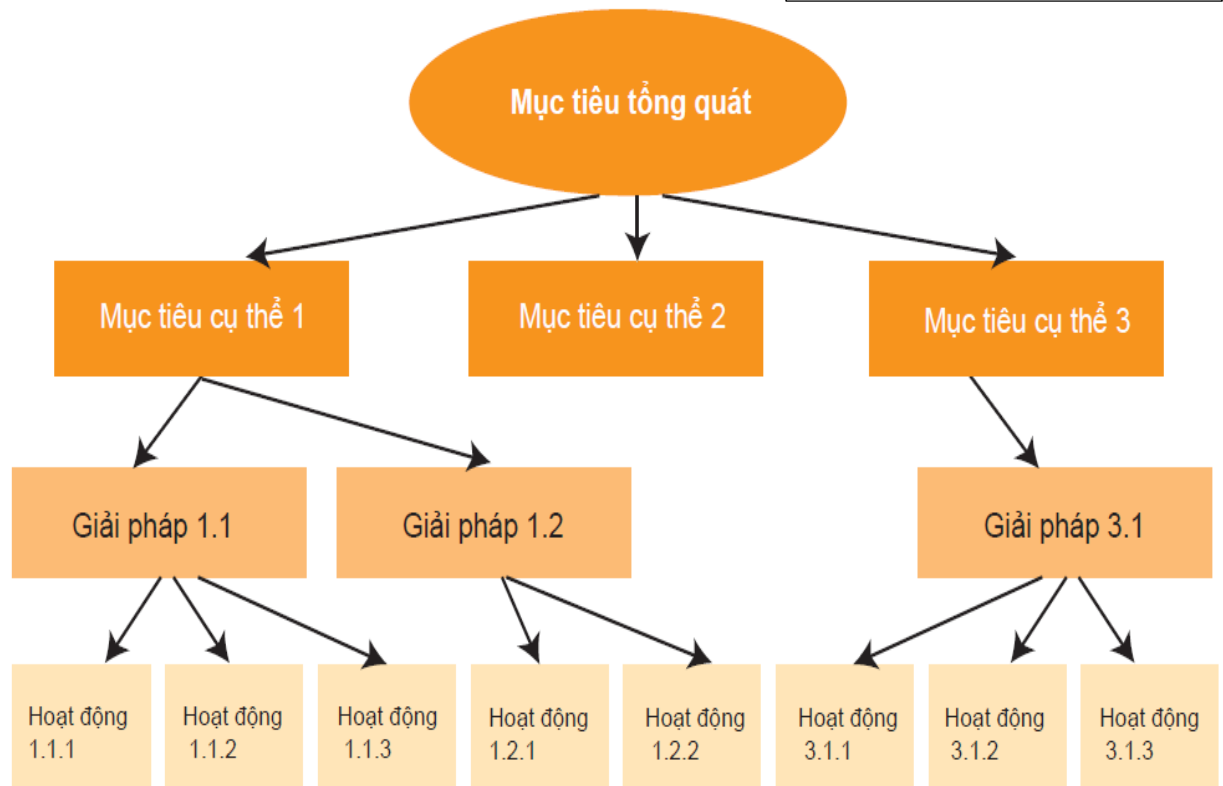 Mục tiêu tổng quát
Mục tiêu cụ thể 1
Mục tiêu cụ thể 2
Mục tiêu cụ thể 3
Giải pháp 1.1
Giải pháp 1.2
Giải pháp 3.1
Hoạt động
1.1.1
Hoạt động
1.1.2
Hoạt động
1.1.3
Hoạt động
1.2.1
Hoạt động
1.2.2
Hoạt động
3.1.1
Hoạt động
3.1.2
Hoạt động
3.1.3